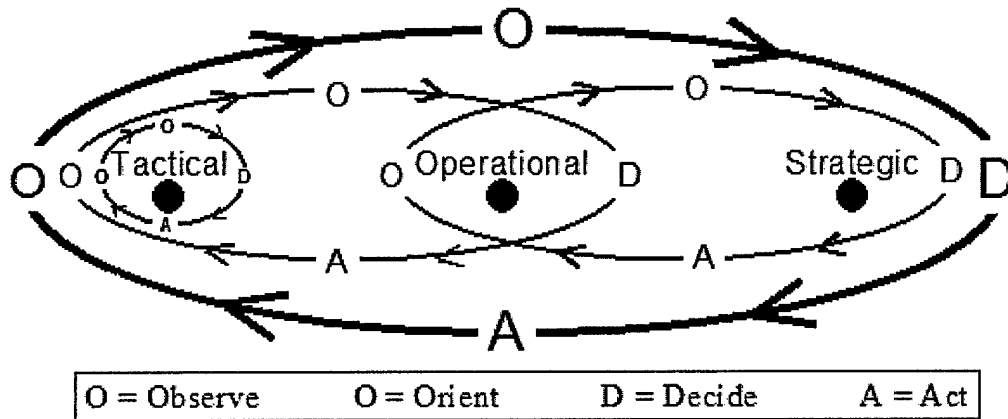 O
O O
O O
Tactical Operational Strategic
O O O D O D D D
A
A A
A
O = Observe O = Orient D = Decide A = Act